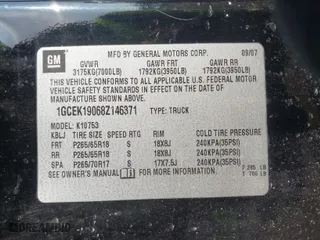 GM
MFD BY GENERAL MOTORS CORP. 09/07
GVWR GAWR FRT GAWR RR
3175KG(7000LB) 1792KG(3950LB) 1792KG(3950LB)
THIS VEHICLE CONFORMS TO ALL APPLICABLE U.S. FEDERAL MOTOR
VEHICLE SAFETY STANDARDS IN EFFECT ON THE DATE OF
MANUFACTURE SHOWN ABOVE.
1GCEK19068Z146371 TYPE: TRUCK
MODEL: K10753
KBLJ TIRE SIZE SPEED RTG RIM COLD TIRE PRESSURE
FRT P265/65R18 S 18X8J 240KPA(35PSI)
RR P265/65R18 S 18X8J 240KPA(35PSI)
SPA P265/70R17 S 17X7.5J 240KPA(35PSI)
SEE OWNER'S MANUAL FOR ADDITIONAL INFORMATION.